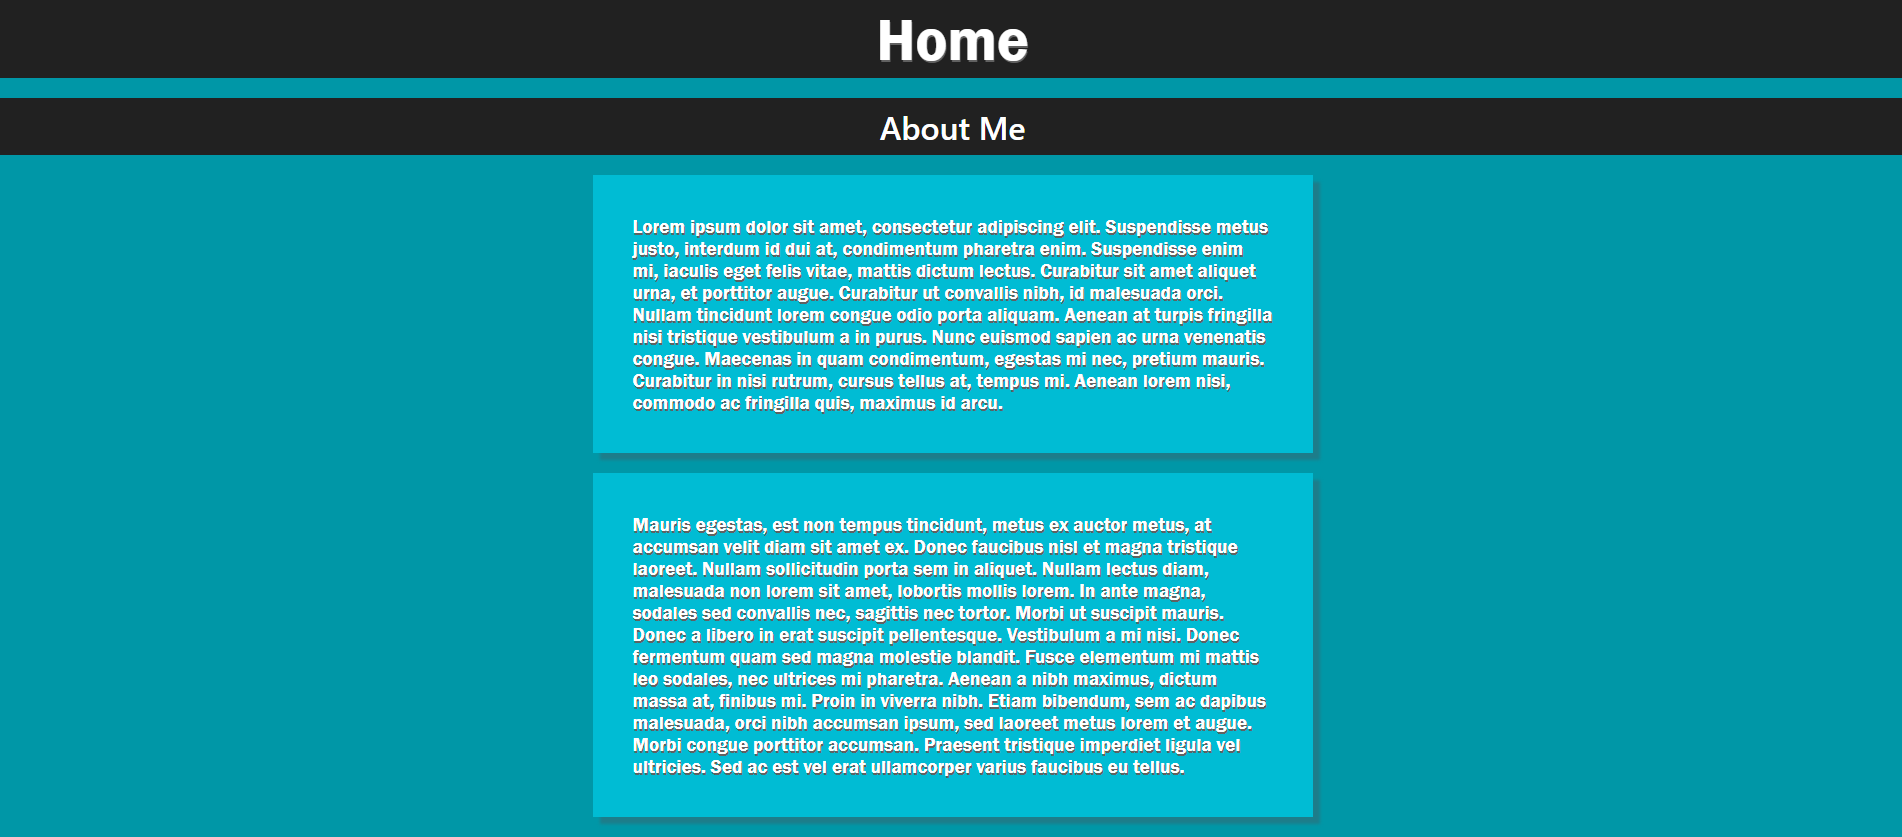 Home
About Me
Lorem ipsum dolor sit amet, consectetur adipiscing elit. Suspendisse metus
justo, interdum id dui at, condimentum pharetra enim. Suspendisse enim
mi, iaculis eget felis vitae, mattis dictum lectus. Curabitur sit amet aliquet
urna, et porttitor augue. Curabitur ut convallis nibh, id malesuada orci.
Nullam tincidunt lorem congue odio porta aliquam. Aenean at turpis fringilla
nisi tristique vestibulum a in purus. Nunc euismod sapien ac urna venenatis
congue. Maecenas in quam condimentum, egestas mi nec, pretium mauris.
Curabitur in nisi rutrum, cursus tellus at, tempus mi. Aenean lorem nisi,
commodo ac fringilla quis, maximus id arcu.
Mauris egestas, est non tempus tincidunt, metus ex auctor metus, at
accumsan velit diam sit amet ex. Donec faucibus nisl et magna tristique
laoreet. Nullam sollicitudin porta sem in aliquet. Nullam lectus diam,
malesuada non lorem sit amet, lobortis mollis lorem. In ante magna,
sodales sed convallis nec, sagittis nec tortor. Morbi ut suscipit mauris.
Donec a libero in erat suscipit pellentesque. Vestibulum a mi nisi. Donec
fermentum quam sed magna molestie blandit. Fusce elementum mi mattis
leo sodales, nec ultrices mi pharetra. Aenean a nibh maximus, dictum
massa at, finibus mi. Proin in viverra nibh. Etiam bibendum, sem ac dapibus
malesuada, orci nibh accumsan ipsum, sed laoreet metus lorem et augue.
Morbi congue porttitor accumsan. Praesent tristique imperdiet ligula vel
ultricies. Sed ac est vel erat ullamcorper varius faucibus eu tellus.